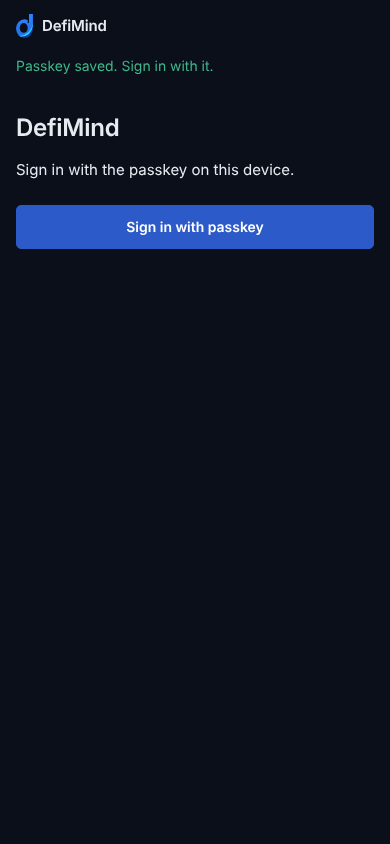 DefiMind
Passkey saved. Sign in with it.
DefiMind
Sign in with the passkey on this device.
Sign in with passkey